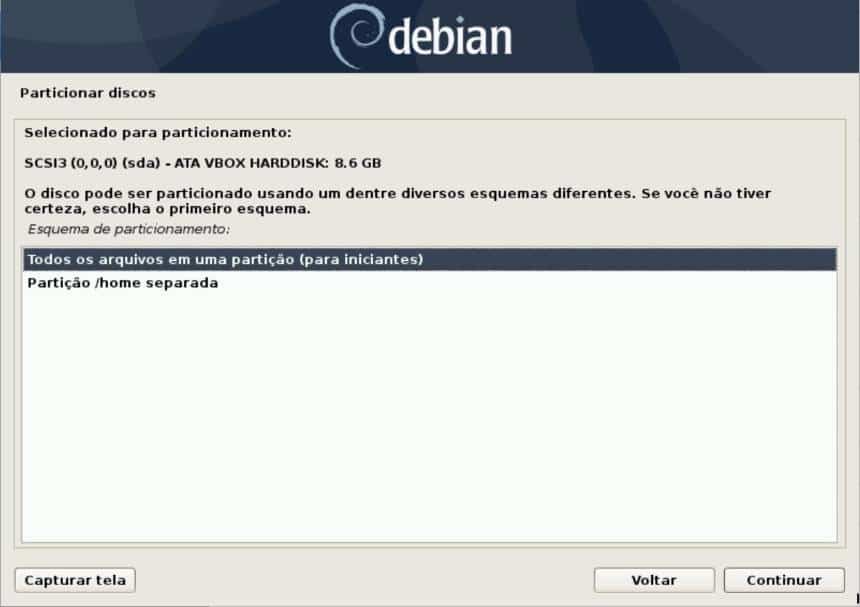 debian
Particionar discos
Selecionado para particionamento:
SCSI3 (0,0,0) (sda) - ATA VBOX HARDDISK: 8.6 GB
O disco pode ser particionado usando um dentre diversos esquemas diferentes. Se você não tiver
certeza, escolha o primeiro esquema.
Esquema de particionamento:
Todos os arquivos em uma partição (para iniciantes)
Partição /home separada
Capturar tela
Voltar
Continuar